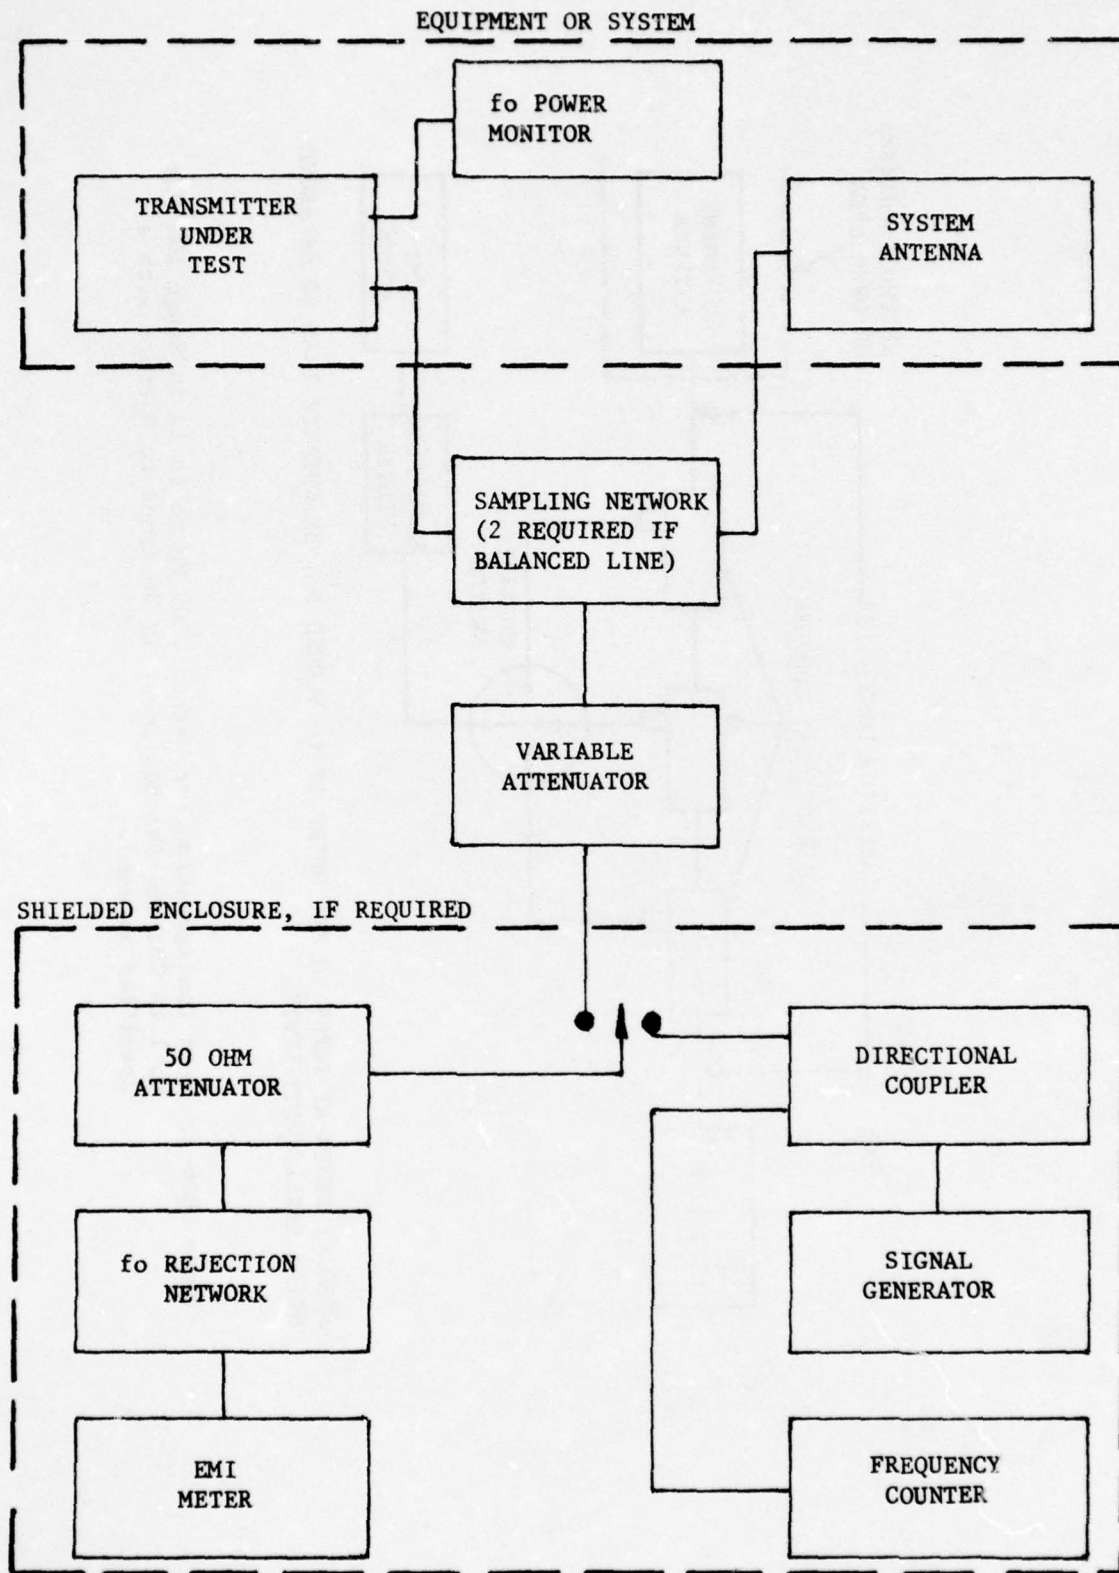 EQUIPMENT OR SYSTEM
fo POWER
MONITOR
TRANSMITTER
UNDER
TEST
SYSTEM
ANTENNA
SAMPLING NETWORK
(2 REQUIRED IF
BALANCED LINE)
VARIABLE
ATTENUATOR
SHIELDED ENCLOSURE, IF REQUIRED
50 OHM
ATTENUATOR
DIRECTIONAL
COUPLER
fo REJECTION
NETWORK
SIGNAL
GENERATOR
EMI
METER
FREQUENCY
COUNTER